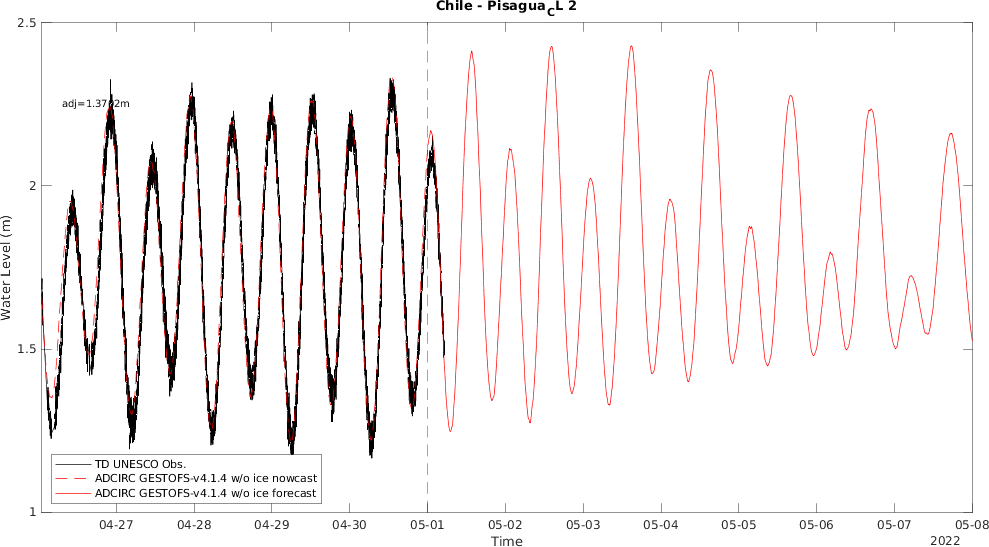 Chile - Pisagua_CL 2
2.5
adj=1.3702m
2
Water Level (m)
1.5
TD UNESCO Obs.
ADCIRC GESTOFS-v4.1.4 w/o ice nowcast
ADCIRC GESTOFS-v4.1.4 w/o ice forecast
1
04-27 04-28 04-29 04-30 05-01 05-02 05-03 05-04 05-05 05-06 05-07 05-08
Time
2022